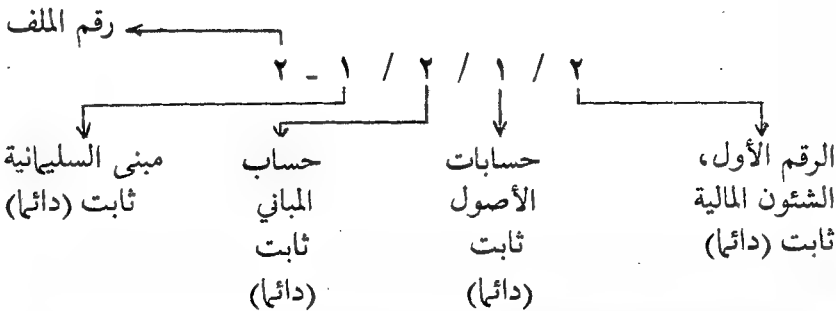 رقم الملف
٢ / ١ / ٢ / ١ - ٢
الرقم الأول، حسابات حساب مبنى السليمانية
الشئون المالية الأصول المباني ثابت (دائما)
ثابت (دائما) ثابت ثابت
(دائما) (دائما)